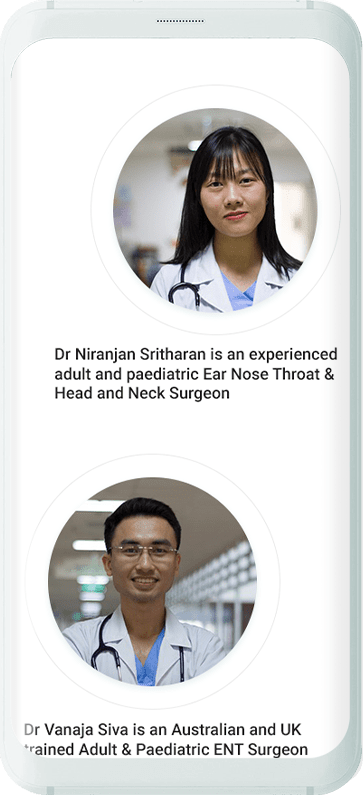 Dr Niranjan Sritharan is an experienced
adult and paediatric Ear Nose Throat &
Head and Neck Surgeon
Dr Vanaja Siva is an Australian and UK
trained Adult & Paediatric ENT Surgeon